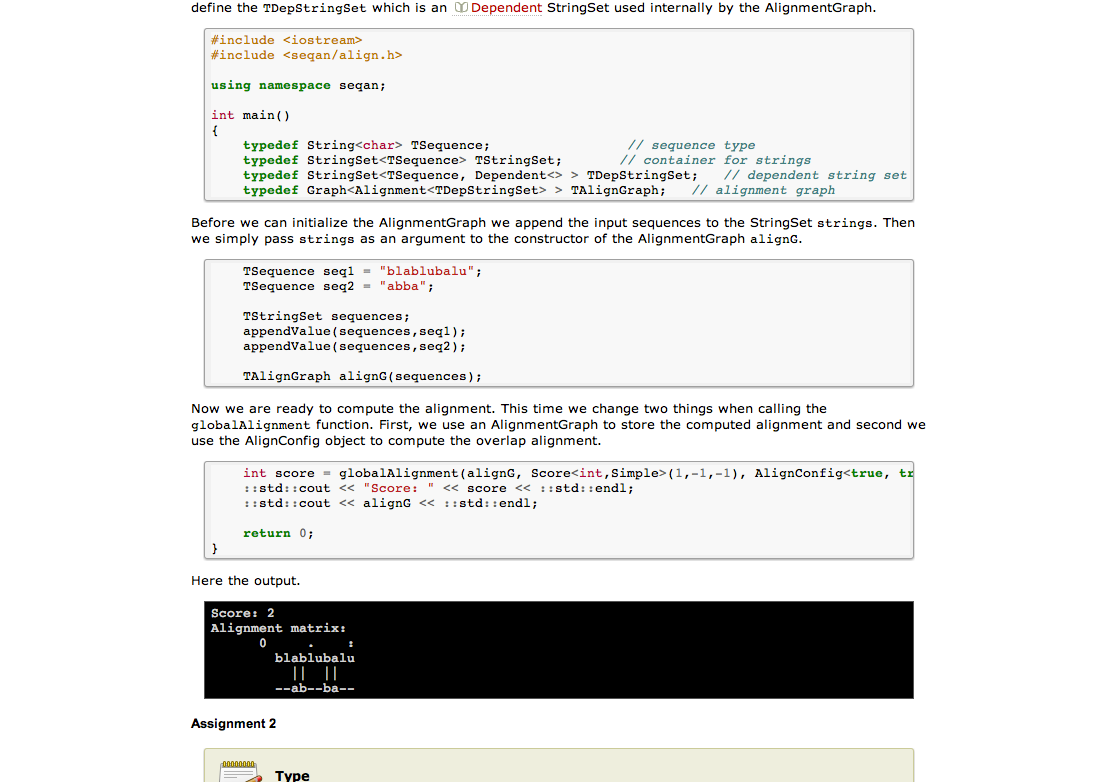 define the TDepStringSet which is an Dependent StringSet used internally by the AlignmentGraph.
#include <iostream>
#include <seqan/align.h>
using namespace seqan;
int main()
{
    typedef String<char> TSequence;                 // sequence type
    typedef StringSet<TSequence> TStringSet;       // container for strings
    typedef StringSet<TSequence, Dependent<> > TDepStringSet;   // dependent string set
    typedef Graph<Alignment<TDepStringSet> > TAlignGraph;   // alignment graph
Before we can initialize the AlignmentGraph we append the input sequences to the StringSet strings. Then
we simply pass strings as an argument to the constructor of the AlignmentGraph alignG.
    TSequence seq1 = "blablubalu";
    TSequence seq2 = "abba";
    TStringSet sequences;
    appendValue(sequences,seq1);
    appendValue(sequences,seq2);
    TAlignGraph alignG(sequences);
Now we are ready to compute the alignment. This time we change two things when calling the
globalAlignment function. First, we use an AlignmentGraph to store the computed alignment and second we
use the AlignConfig object to compute the overlap alignment.
    int score = globalAlignment(alignG, Score<int,Simple>(1,-1,-1), AlignConfig<true, tr
    ::std::cout << "Score: " << score << ::std::endl;
    ::std::cout << alignG << ::std::endl;
    return 0;
}
Here the output.
Score: 2
Alignment matrix:
      0     .    :
        blablubalu
          ||  ||
        --ab--ba--
Assignment 2
Type